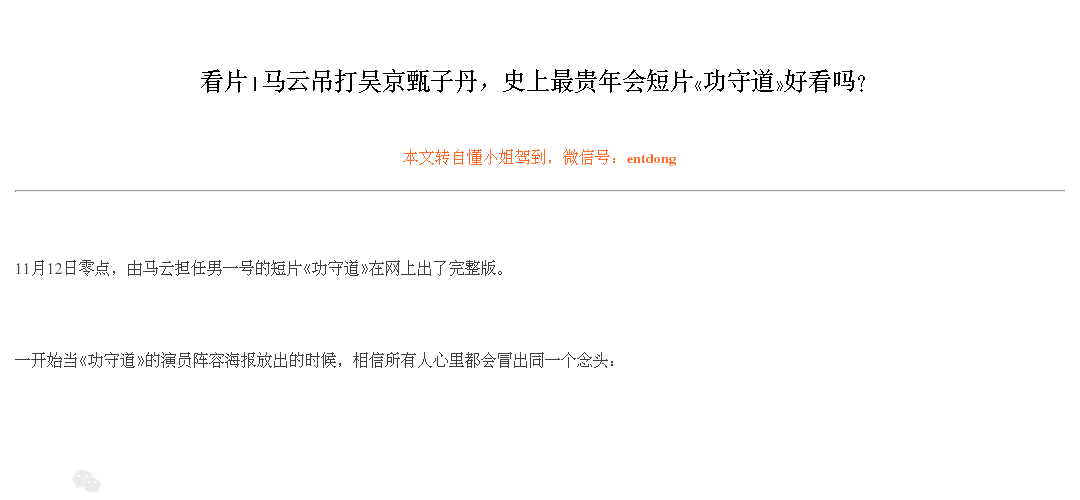 看片 | 马云吊打吴京甄子丹，史上最贵年会短片《功守道》好看吗？
本文转自懂小姐驾到，微信号：entdong
11月12日零点，由马云担任男一号的短片《功守道》在网上出了完整版。
一开始当《功守道》的演员阵容海报放出的时候，相信所有人心里都会冒出同一个念头：